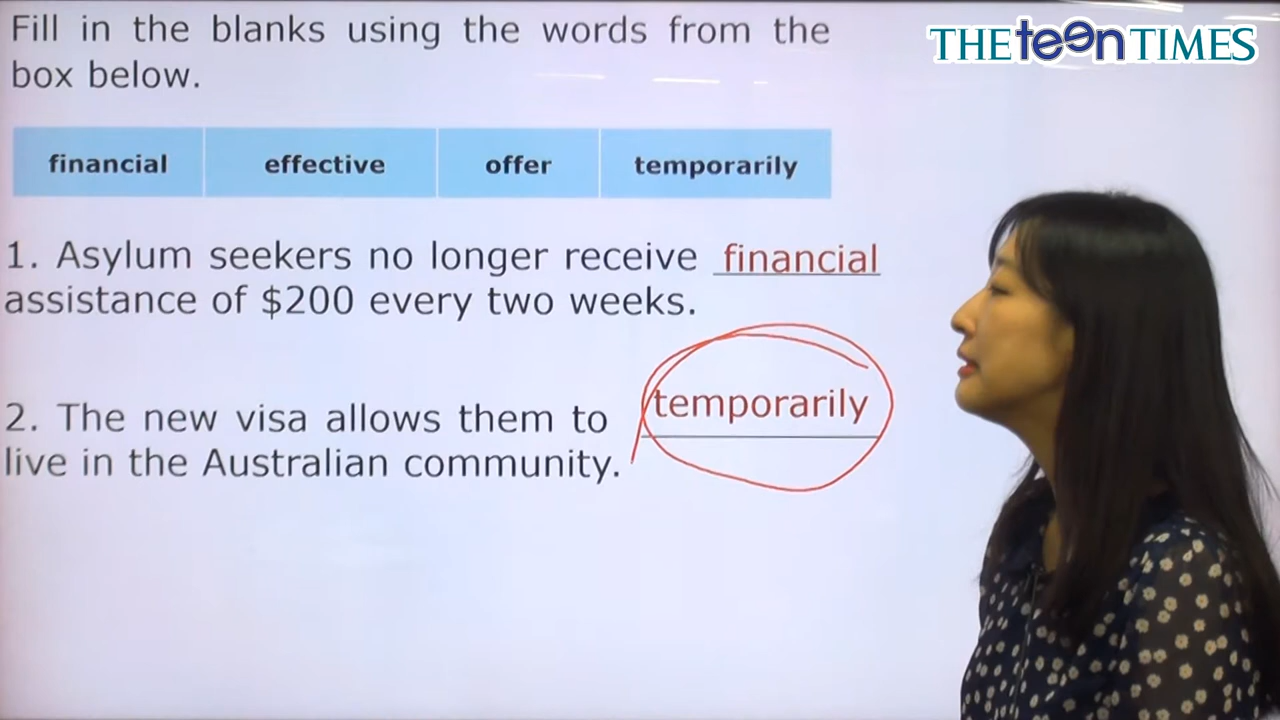 Fill in the blanks using the words from the
box below.
THE teen TIMES
financial effective offer temporarily
1. Asylum seekers no longer receive financial
assistance of $200 every two weeks.
2. The new visa allows them to temporarily
live in the Australian community.